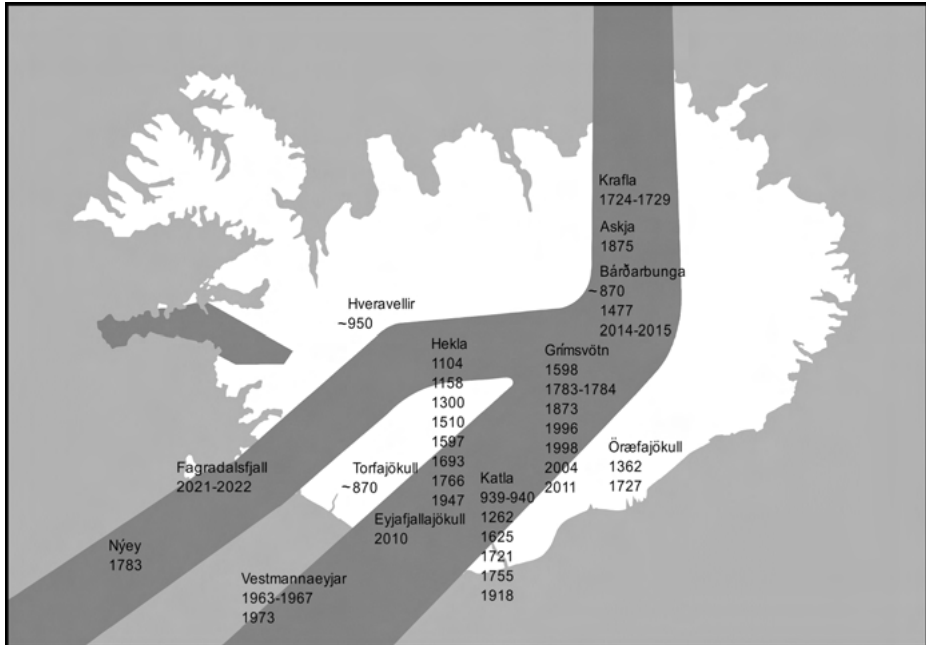 Krafla
1724-1729
Askja
1875
Bárðarbunga
~870
1477
2014-2015
Hveravellir
~950
Hekla
1104
1158
1300
1510
1597
1693
1766
1947
Grímsvötn
1598
1783-1784
1873
1996
1998
2004
2011
Öræfajökull
1362
1727
Fagradalsfjall
2021-2022
Torfajökull
~870
Katla
939-940
1262
1625
1721
1755
1918
Eyjafjallajökull
2010
Nýey
1783
Vestmannaeyjar
1963-1967
1973